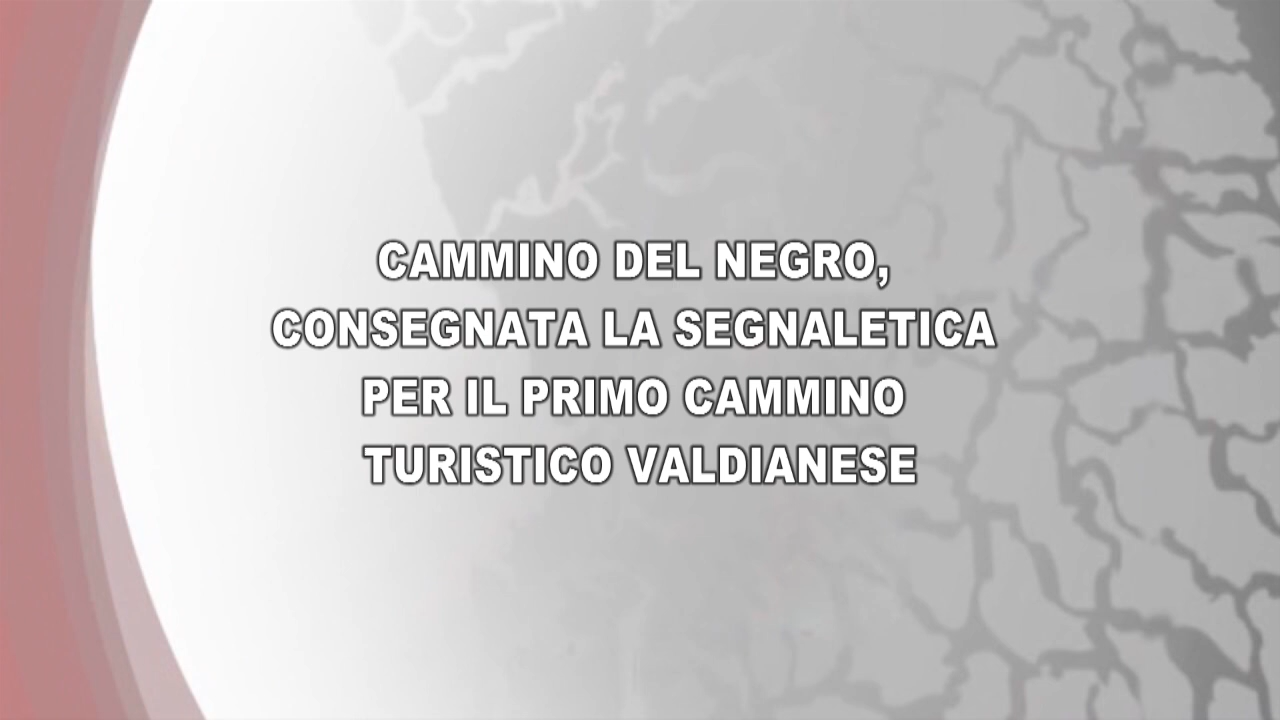 CAMMINO DEL NEGRO,
CONSEGNATA LA SEGNALETICA
PER IL PRIMO CAMMINO
TURISTICO VALDIANESE